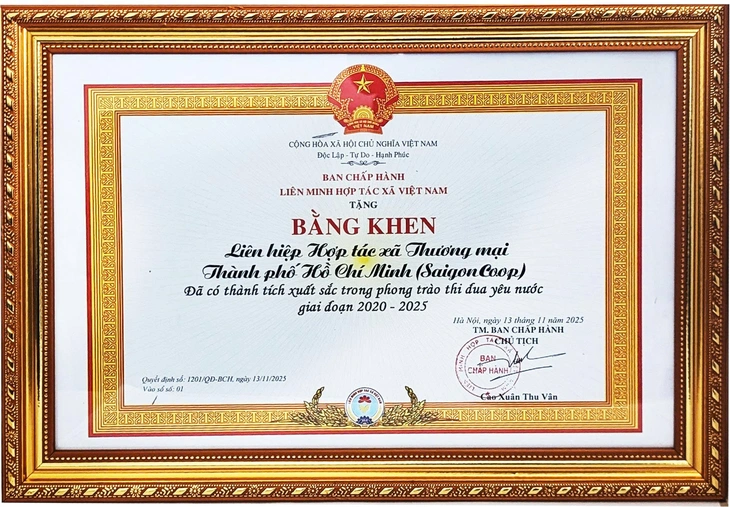 VIỆT NAM
CỘNG HÒA XÃ HỘI CHỦ NGHĨA VIỆT NAM
Độc Lập - Tự Do - Hạnh Phúc
BAN CHẤP HÀNH
LIÊN MINH HỢP TÁC XÃ VIỆT NAM
TẶNG
BẰNG KHEN
Liên hiệp Hợp tác xã Thương mại
Thành phố Hồ Chí Minh (SaigonCoop)
Đã có thành tích xuất sắc trong phong trào thi đua yêu nước
giai đoạn 2020 - 2025
Hà Nội, ngày 13 tháng 11 năm 2025
TM. BAN CHẤP HÀNH
CHỦ TỊCH
BAN
CHẤP HÀNH
Cao Xuân Thu Vân
Quyết định số: 1201/QĐ-BCH, ngày 13/11/2025
Vào sổ số: 01